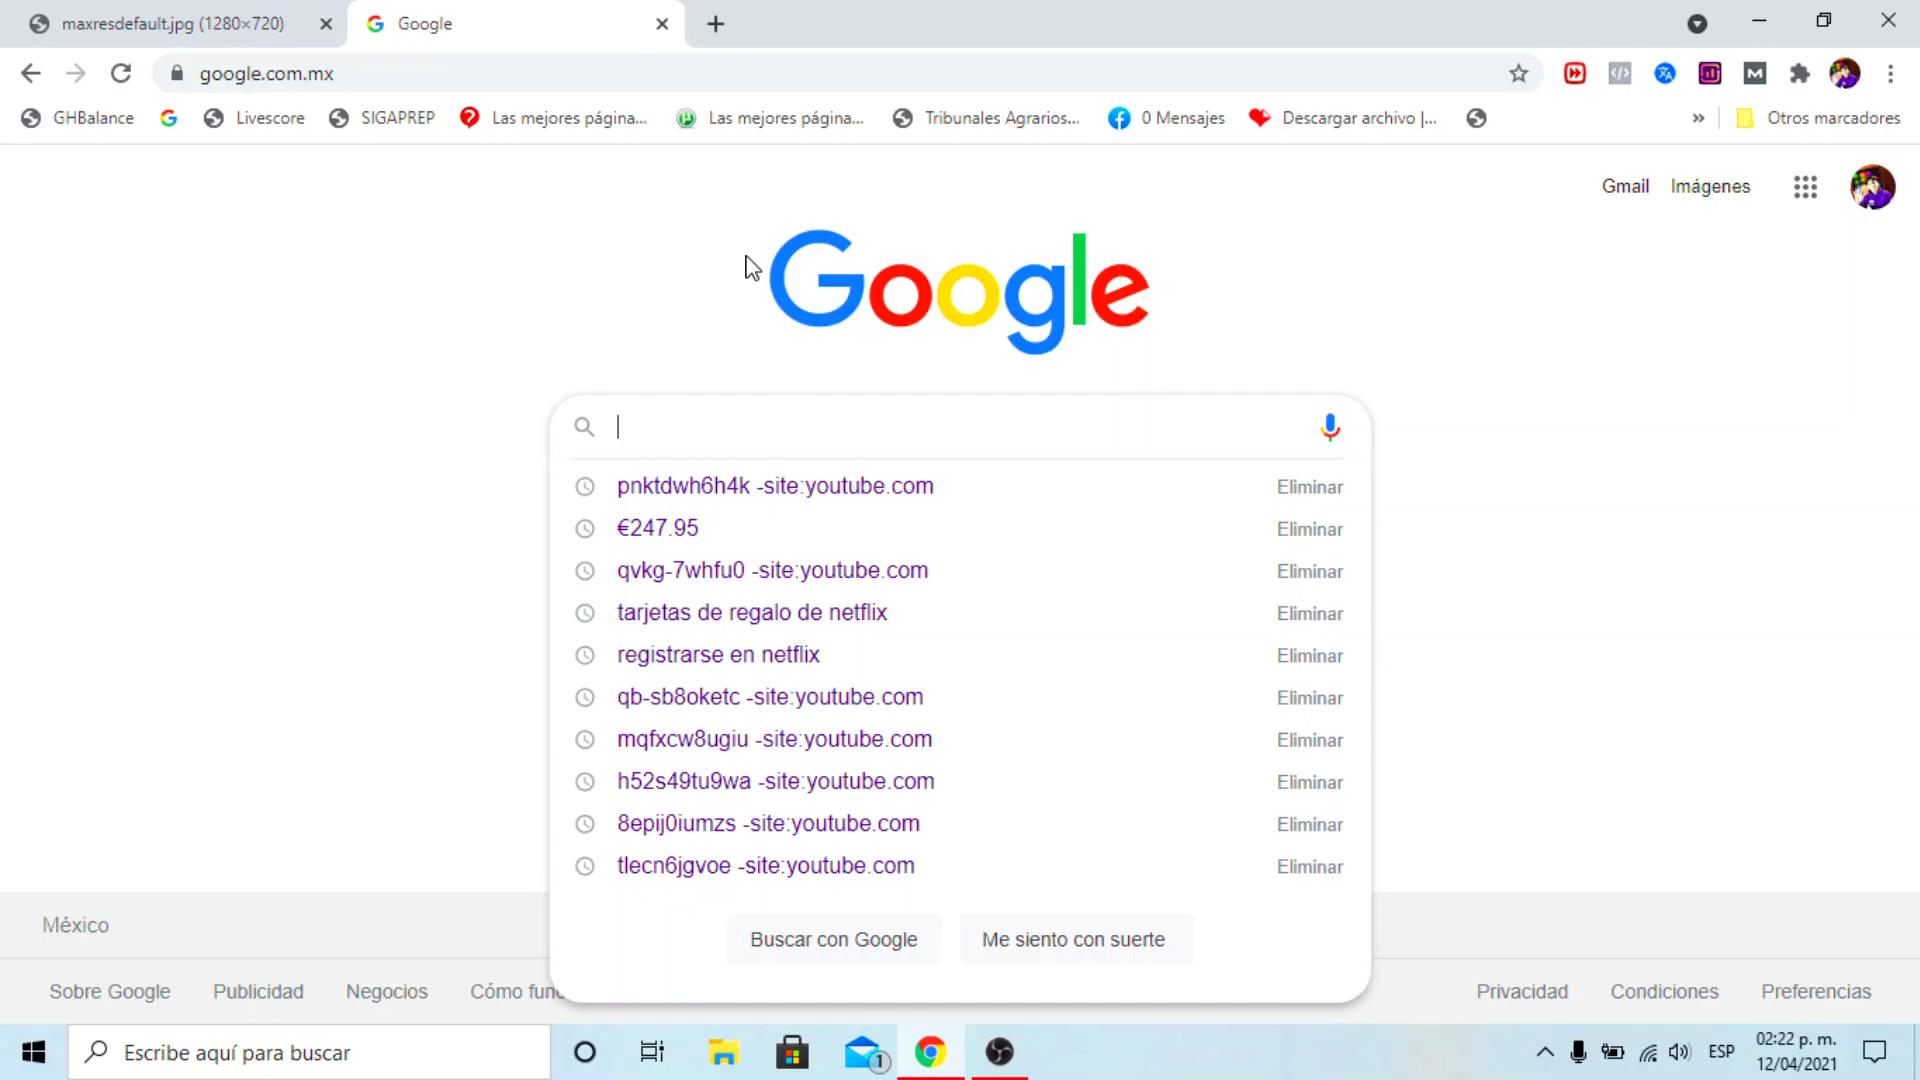 maxresdefault.jpg (1280×720)
Google
google.com.mx
GHBalance
Livescore
SIGAPREP
Las mejores página...
Las mejores página...
Tribunales Agrarios...
0 Mensajes
Descargar archivo |...
»
Otros marcadores
Gmail
Imágenes
Google
pnktdwh6h4k -site:youtube.com
Eliminar
€247.95
Eliminar
qvkg-7whfu0 -site:youtube.com
Eliminar
tarjetas de regalo de netflix
Eliminar
registrarse en netflix
Eliminar
qb-sb8oketc -site:youtube.com
Eliminar
mqfxcw8ugiu -site:youtube.com
Eliminar
h52s49tu9wa -site:youtube.com
Eliminar
8epij0iumzs -site:youtube.com
Eliminar
tlecn6jgvoe -site:youtube.com
Eliminar
Buscar con Google
Me siento con suerte
México
Sobre Google
Publicidad
Negocios
Cómo func
Privacidad
Condiciones
Preferencias
Escribe aquí para buscar
1
ESP
02:22 p. m.
12/04/2021